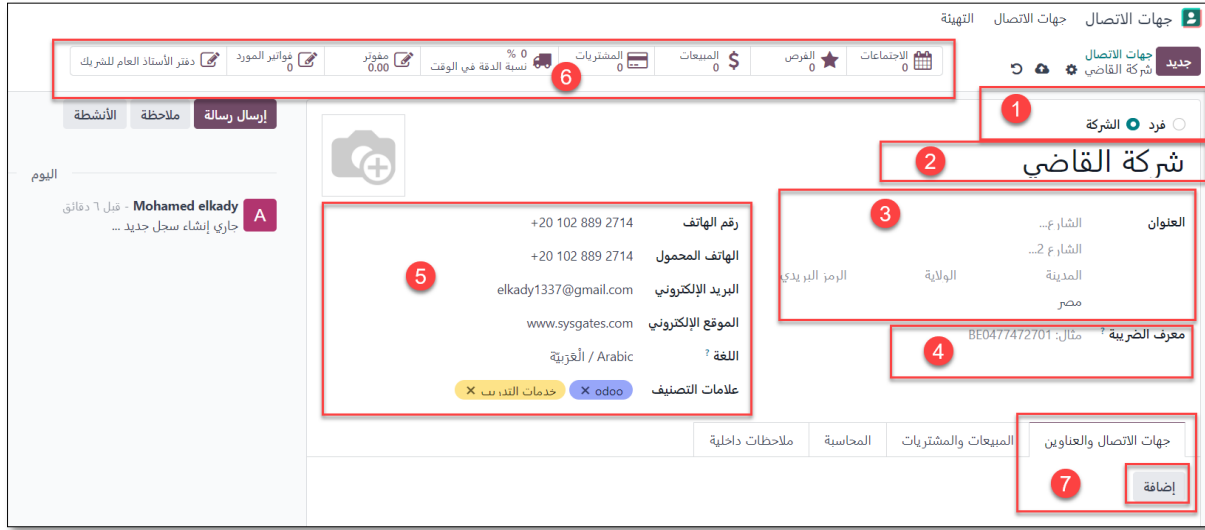 جهات الاتصال جهات الاتصال التهيئة
جديد جهات الاتصال
شركة القاضي
الاجتماعات 0
الفرص 0
المبيعات 0
المشتريات 0
0 %
نسبة الدقة في الوقت
مفوتر 0.00
فواتير المورد 0
دفتر الأستاذ العام للشريك
6
إرسال رسالة ملاحظة الأنشطة
1
فرد الشركة
شركة القاضي
2
اليوم
A
Mohamed elkady - قبل ٦ دقائق
جاري إنشاء سجل جديد ...
3
العنوان الشارع...
الشارع 2...
المدينة الولاية الرمز البريدي
مصر
معرف الضريبة ? مثال: BE0477472701
4
رقم الهاتف +20 102 889 2714
الهاتف المحمول +20 102 889 2714
البريد الإلكتروني elkady1337@gmail.com
الموقع الإلكتروني www.sysgates.com
اللغة ? Arabic / الْعَرَبيّة
علامات التصنيف odoo × خدمات التدريب ×
5
جهات الاتصال والعناوين المبيعات والمشتريات المحاسبة ملاحظات داخلية
إضافة
7